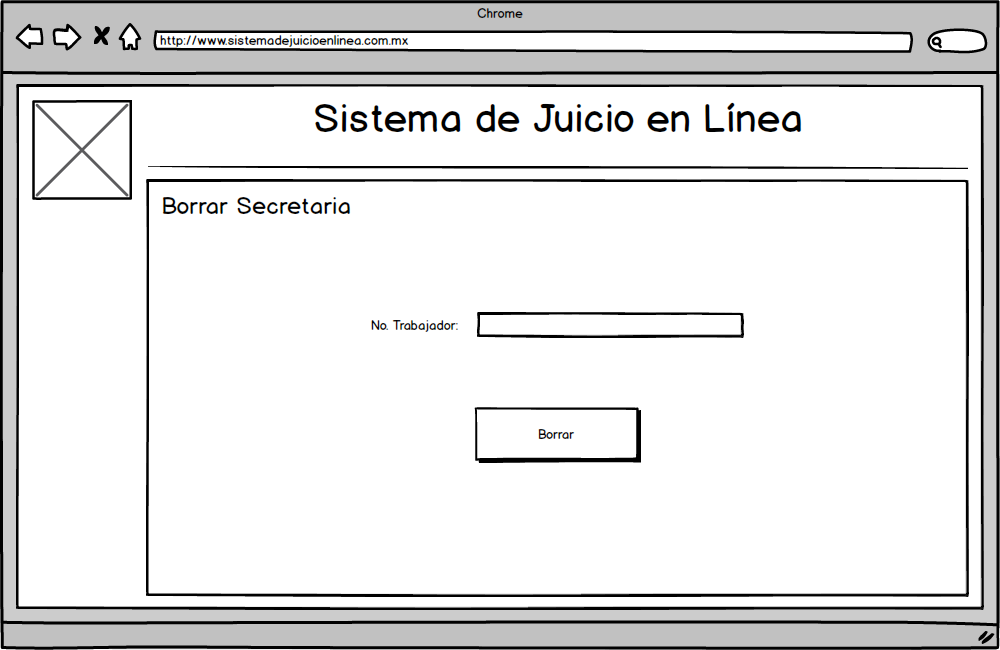 Chrome
http://www.sistemadejuicioenlinea.com.mx
Sistema de Juicio en Línea
Borrar Secretaria
No. Trabajador:
Borrar